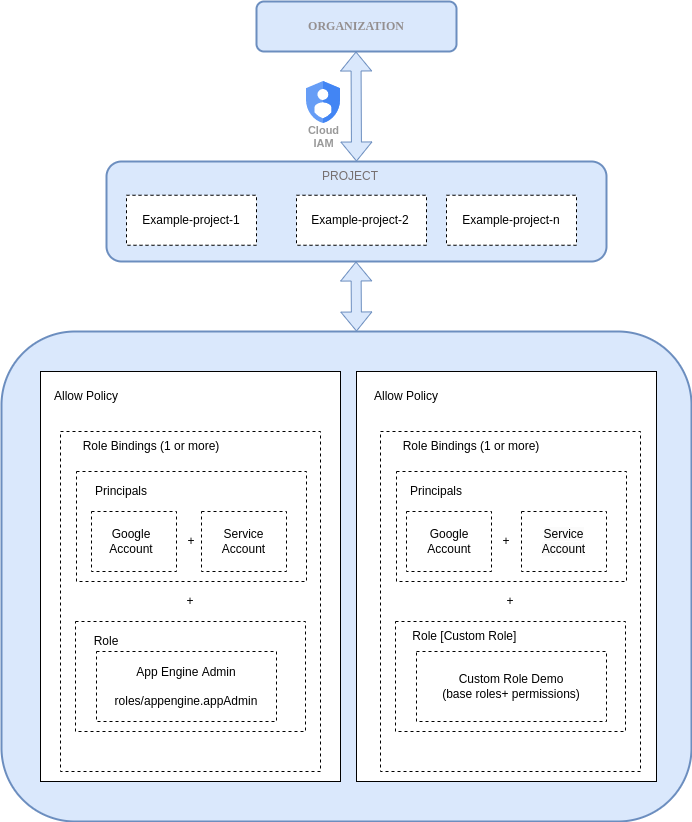 ORGANIZATION
Cloud
IAM
PROJECT
Example-project-1
Example-project-2
Example-project-n
Allow Policy
Role Bindings (1 or more)
Principals
Google
Account
+
Service
Account
+
Role
App Engine Admin
roles/appengine.appAdmin
Allow Policy
Role Bindings (1 or more)
Principals
Google
Account
+
Service
Account
+
Role [Custom Role]
Custom Role Demo
(base roles+ permissions)